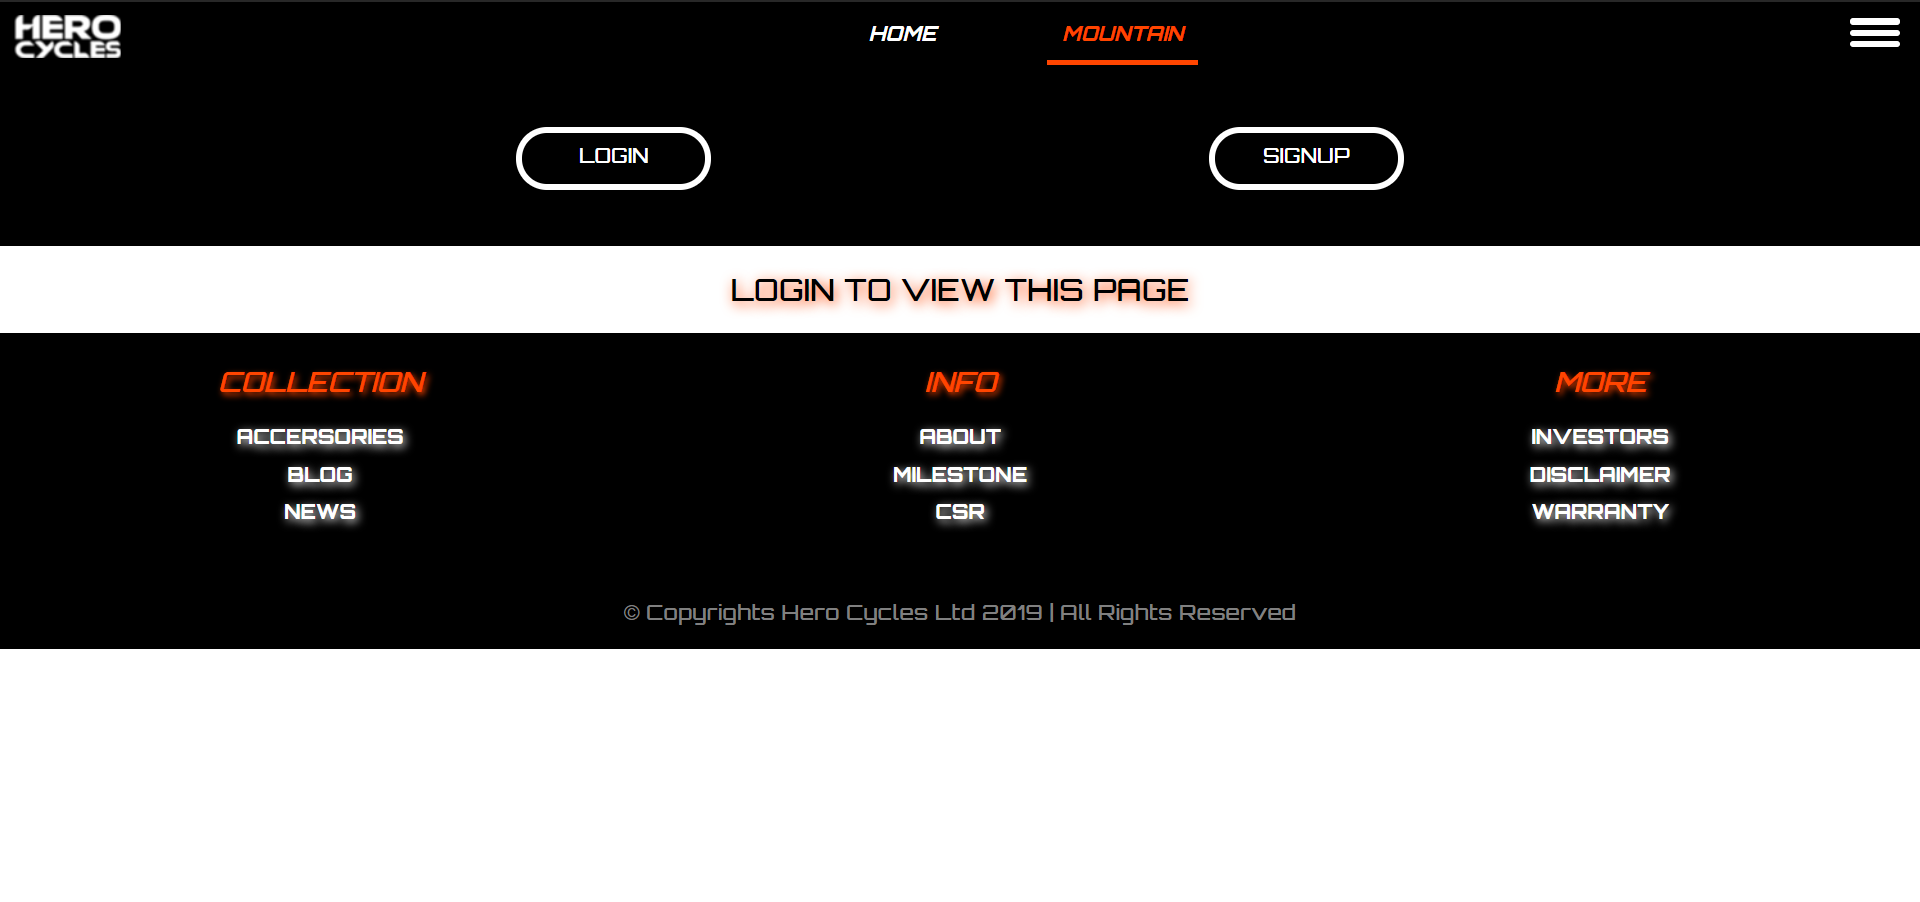 HERO
CYCLES
HOME
MOUNTAIN
LOGIN
SIGNUP
LOGIN TO VIEW THIS PAGE
COLLECTION
ACCERSORIES
BLOG
NEWS
INFO
ABOUT
MILESTONE
CSR
MORE
INVESTORS
DISCLAIMER
WARRANTY
© Copyrights Hero Cycles Ltd 2019 | All Rights Reserved